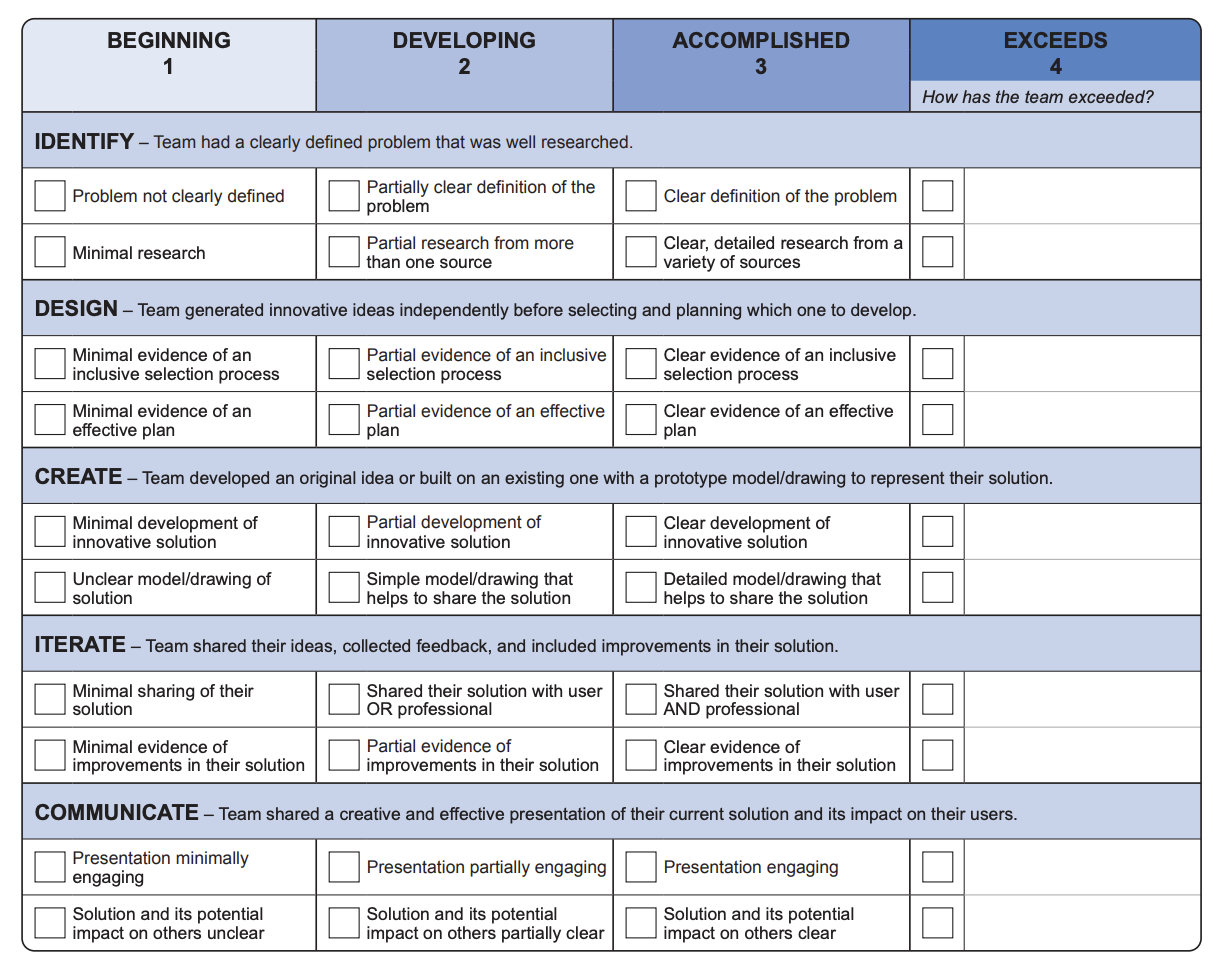 BEGINNING
1
DEVELOPING
2
ACCOMPLISHED
3
EXCEEDS
4
How has the team exceeded?
IDENTIFY – Team had a clearly defined problem that was well researched.
Problem not clearly defined
Partially clear definition of the
problem
Clear definition of the problem
Minimal research
Partial research from more
than one source
Clear, detailed research from a
variety of sources
DESIGN – Team generated innovative ideas independently before selecting and planning which one to develop.
Minimal evidence of an
inclusive selection process
Partial evidence of an inclusive
selection process
Clear evidence of an inclusive
selection process
Minimal evidence of an
effective plan
Partial evidence of an effective
plan
Clear evidence of an effective
plan
CREATE – Team developed an original idea or built on an existing one with a prototype model/drawing to represent their solution.
Minimal development of
innovative solution
Partial development of
innovative solution
Clear development of
innovative solution
Unclear model/drawing of
solution
Simple model/drawing that
helps to share the solution
Detailed model/drawing that
helps to share the solution
ITERATE – Team shared their ideas, collected feedback, and included improvements in their solution.
Minimal sharing of their
solution
Shared their solution with user
OR professional
Shared their solution with user
AND professional
Minimal evidence of
improvements in their solution
Partial evidence of
improvements in their solution
Clear evidence of
improvements in their solution
COMMUNICATE – Team shared a creative and effective presentation of their current solution and its impact on their users.
Presentation minimally
engaging
Presentation partially engaging
Presentation engaging
Solution and its potential
impact on others unclear
Solution and its potential
impact on others partially clear
Solution and its potential
impact on others clear